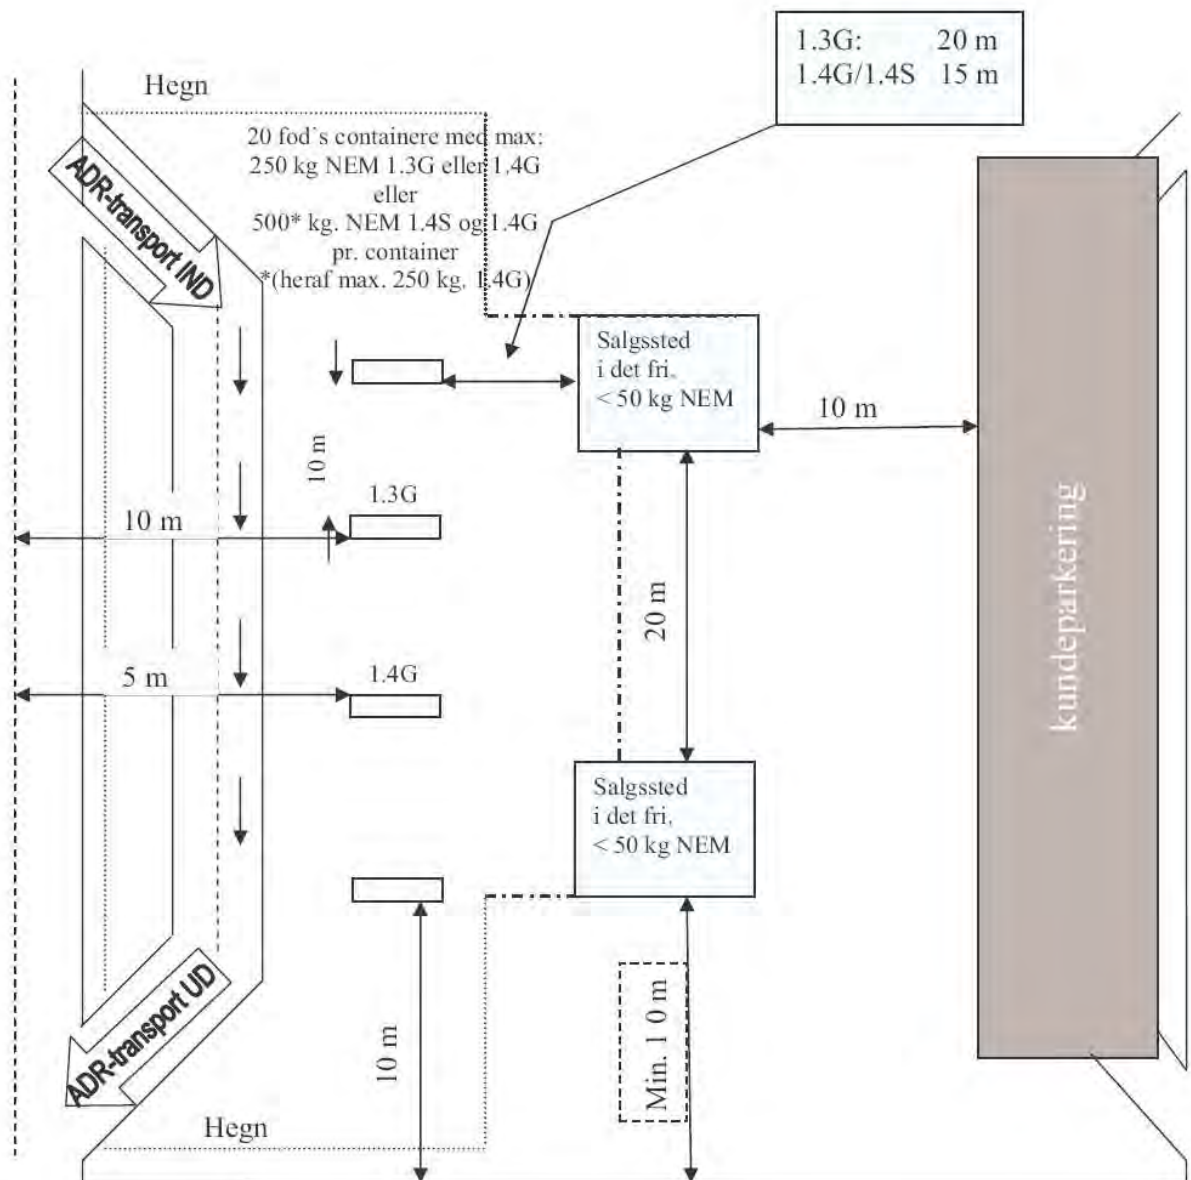 1.3G: 20 m
1.4G/1.4S 15 m
Hegn
20 fod`s containere med max:
250 kg NEM 1.3G eller 1.4G
eller
500* kg. NEM 1.4S og 1.4G
pr. container
*(heraf max. 250 kg. 1.4G)
ADR-transport IND
Salgssted
i det fri,
< 50 kg NEM
10 m
10 m
1.3G
10 m
20 m
kundeparkering
5 m
1.4G
Salgssted
i det fri,
< 50 kg NEM
ADR-transport UD
10 m
Min. 1 0 m
Hegn